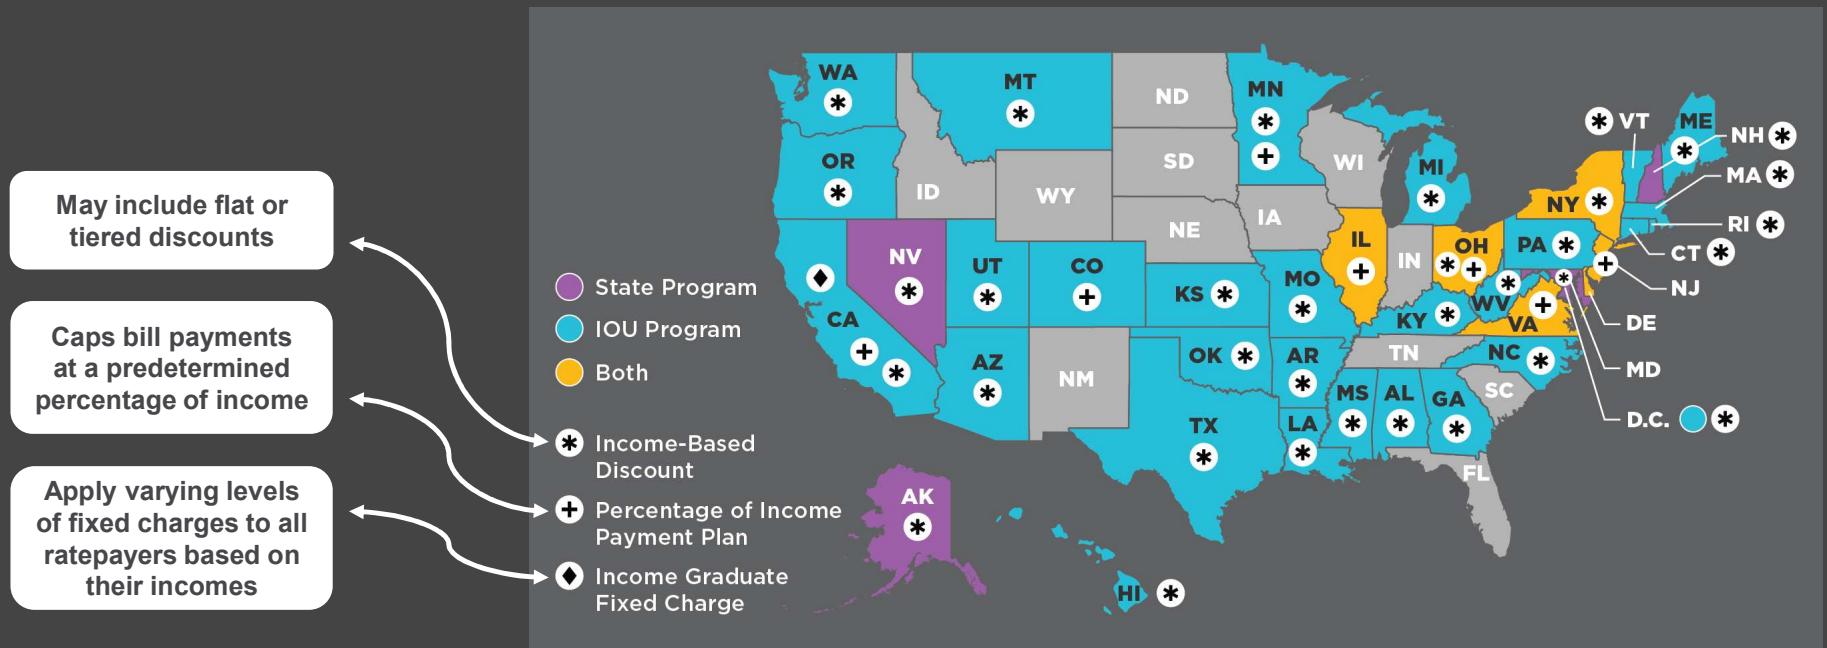 May include flat or
tiered discounts
Caps bill payments
at a predetermined
percentage of income
Apply varying levels
of fixed charges to all
ratepayers based on
their incomes
State Program
IOU Program
Both
* Income-Based
Discount
+ Percentage of Income
Payment Plan
♦ Income Graduate
Fixed Charge
WA
*
MT
*
ND
MN
*
+
OR
*
ID
SD
WI
MI
*
WY
IA
NE
NV
*
UT
*
CO
+
KS *
MO
*
IL
+
IN
OH
* +
PA *
NY *
* VT
ME
*
NH *
MA *
RI *
CT *
+
NJ
DE
MD
*
D.C. *
♦
CA
+
*
AZ
*
NM
OK *
AR
*
TN
KY *
WV
*
VA
+
NC *
SC
TX
*
LA
*
MS
*
AL
*
GA
*
FL
AK
*
HI *